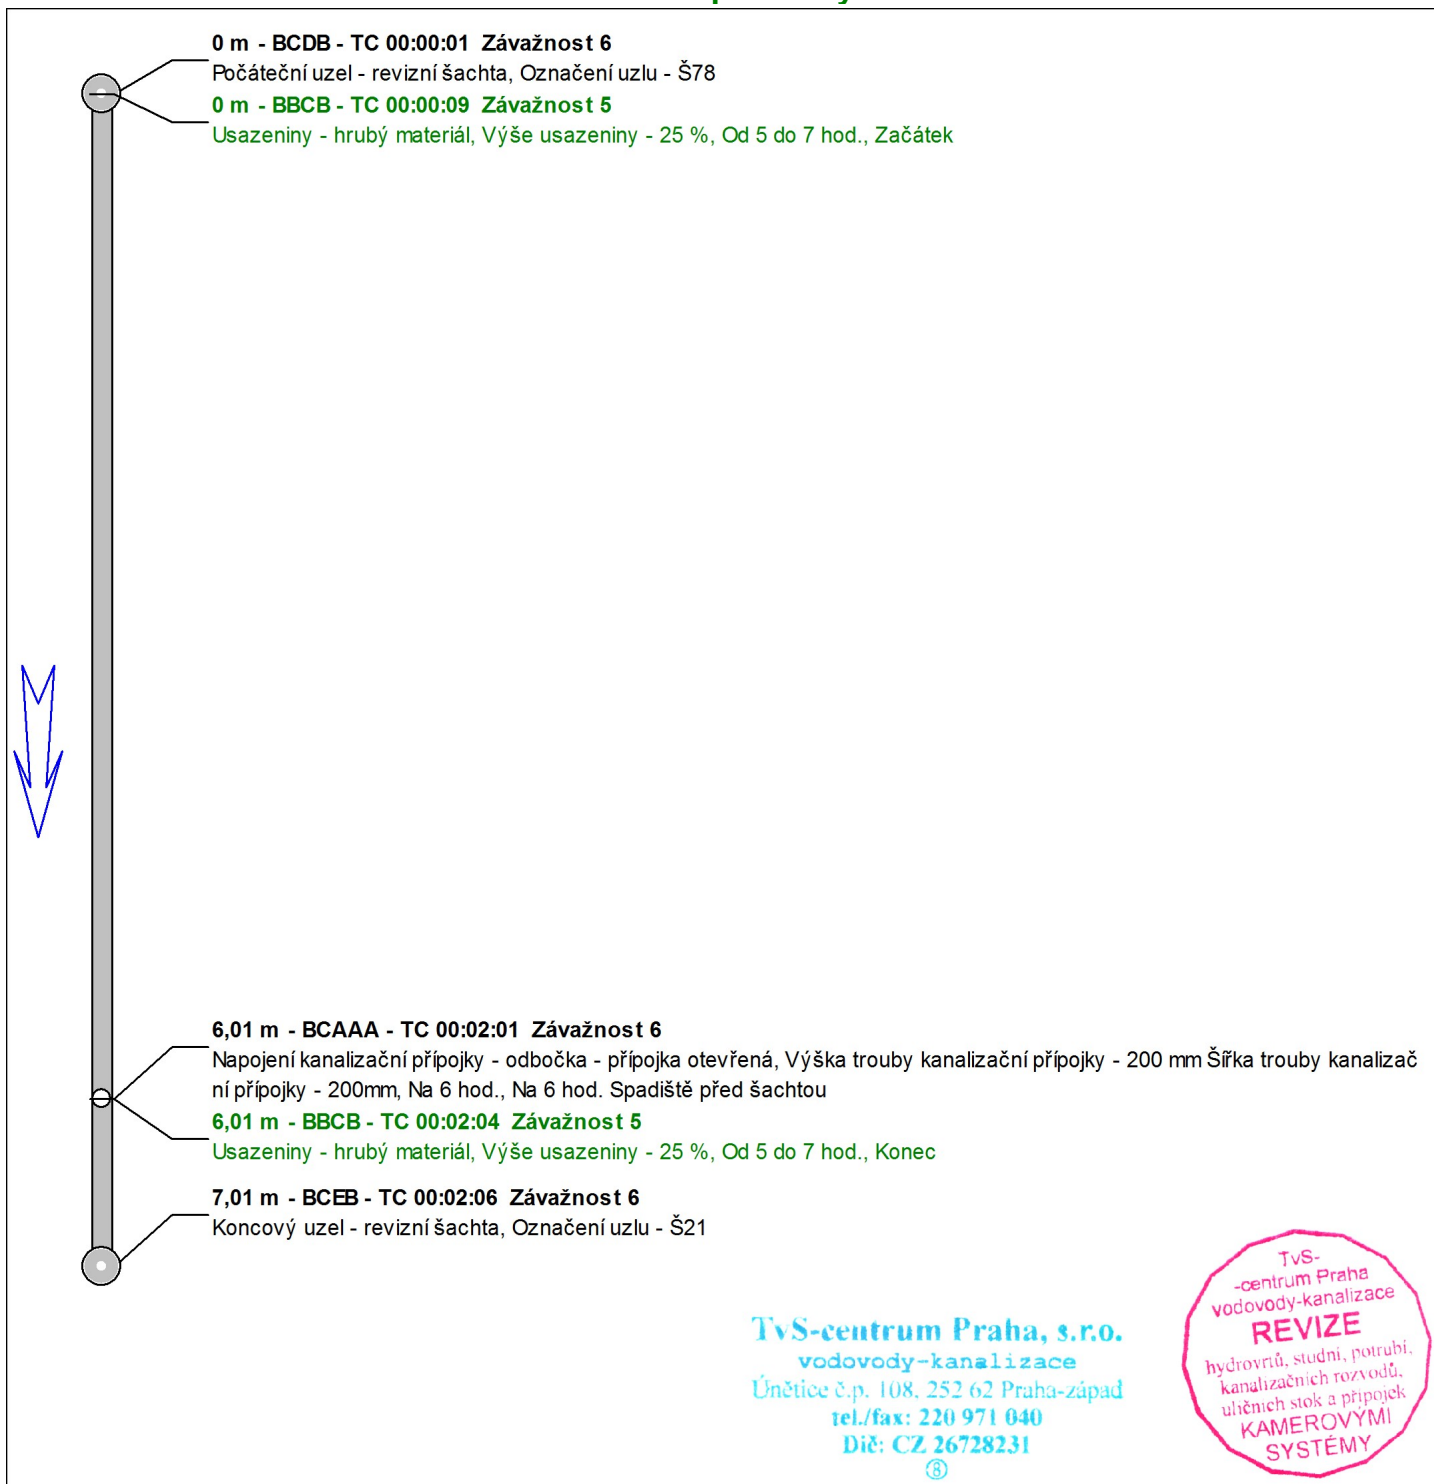 0 m - BCDB - TC 00:00:01 Závažnost 6
Počáteční uzel - revizní šachta, Označení uzlu - Š78
0 m - BBCB - TC 00:00:09 Závažnost 5
Usazeniny - hrubý materiál, Výše usazeniny - 25 %, Od 5 do 7 hod., Začátek
6,01 m - BCAAA - TC 00:02:01 Závažnost 6
Napojení kanalizační přípojky - odbočka - přípojka otevřená, Výška trouby kanalizační přípojky - 200 mm Šířka trouby kanalizač
ní přípojky - 200mm, Na 6 hod., Na 6 hod. Spadiště před šachtou
6,01 m - BBCB - TC 00:02:04 Závažnost 5
Usazeniny - hrubý materiál, Výše usazeniny - 25 %, Od 5 do 7 hod., Konec
7,01 m - BCEB - TC 00:02:06 Závažnost 6
Koncový uzel - revizní šachta, Označení uzlu - Š21
TvS-centrum Praha, s.r.o.
vodovody-kanalizace
Únětice č.p. 108, 252 62 Praha-západ
tel./fax: 220 971 040
Dič: CZ 26728231
⑧
TvS-
-centrum Praha
vodovody-kanalizace
REVIZE
hydrovrtů, studní, potrubí,
kanalizačních rozvodů,
uličních stok a přípojek
KAMEROVÝMI
SYSTÉMY